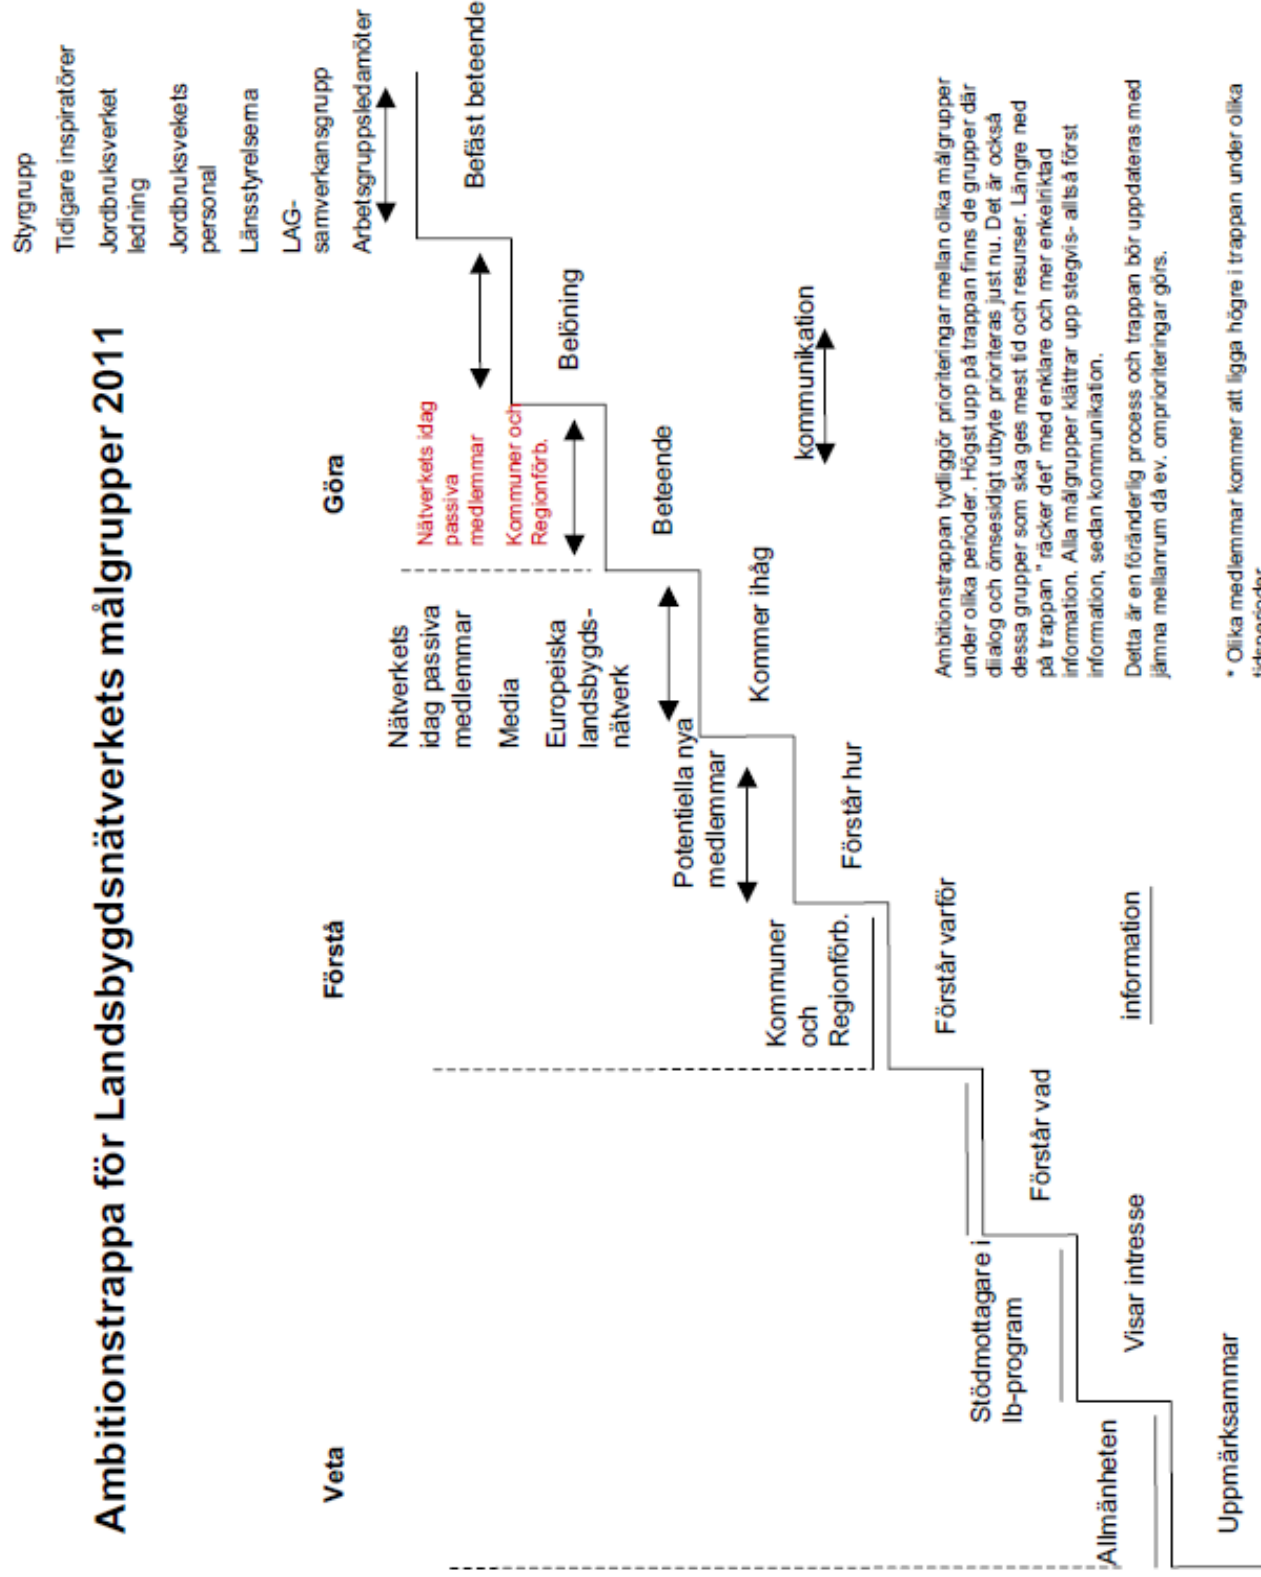 Ambitionstrappa för Landsbygdsnätverkets målgrupper 2011
Veta
Förstå
Göra
Styrgrupp
Tidigare inspiratörer
Jordbruksverket
ledning
Jordbruksvekets
personal
Länsstyrelserna
LAG-
samverkansgrupp
Arbetsgruppsledamöter
Befäst beteende
Nätverkets idag
passiva
medlemmar
Kommuner och
Regionförb.
Belöning
Nätverkets
idag passiva
medlemmar
Media
Europeiska
landsbygds-
nätverk
Beteende
Potentiella nya
medlemmar
Kommer ihåg
Kommuner
och
Regionförb.
Förstår hur
Förstår varför
Stödmottagare i
lb-program
Förstår vad
Allmänheten
Visar intresse
Uppmärksammar
information
kommunikation
Ambitionstrappan tydliggör prioriteringar mellan olika målgrupper
under olika perioder. Högst upp på trappan finns de grupper där
diialog och ömsesidigt utbyte prioriteras just nu. Det är också
dessa grupper som ska ges mest tid och resurser. Längre ned
på trappan " räcker det" med enklare och mer enkelriktad
information. Alla målgrupper klättrar upp stegvis- alltså först
information, sedan kommunikation.
Detta är en föränderlig process och trappan bör uppdateras med
jämna mellanrum då ev. omprioriteringar görs.
* Olika medlemmar kommer att ligga högre i trappan under olika
tidsperioder